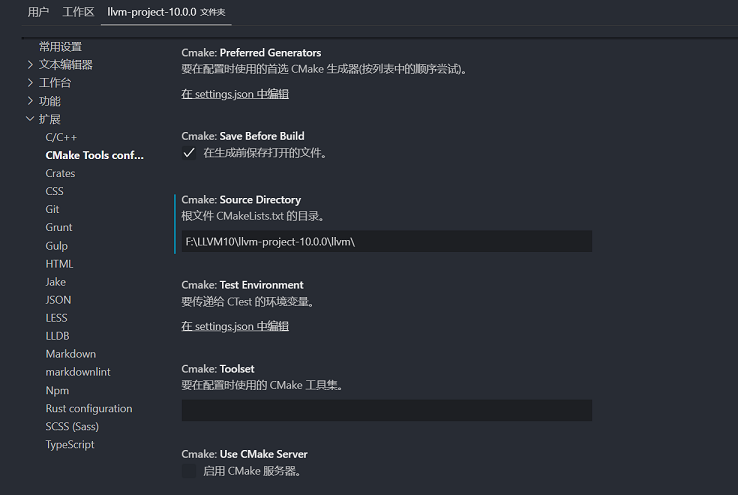 用户 工作区 llvm-project-10.0.0 文件夹
常用设置
文本编辑器
工作台
功能
扩展
C/C++
CMake Tools conf...
Crates
CSS
Git
Grunt
Gulp
HTML
Jake
JSON
LESS
LLDB
Markdown
markdownlint
Npm
Rust configuration
SCSS (Sass)
TypeScript
Cmake: Preferred Generators
要在配置时使用的首选 CMake 生成器(按列表中的顺序尝试)。
在 settings.json 中编辑
Cmake: Save Before Build
在生成前保存打开的文件。
Cmake: Source Directory
根文件 CMakeLists.txt 的目录。
F:\LLVM10\llvm-project-10.0.0\llvm\
Cmake: Test Environment
要传递给 CTest 的环境变量。
在 settings.json 中编辑
Cmake: Toolset
要在配置时使用的 CMake 工具集。
Cmake: Use CMake Server
启用 CMake 服务器。